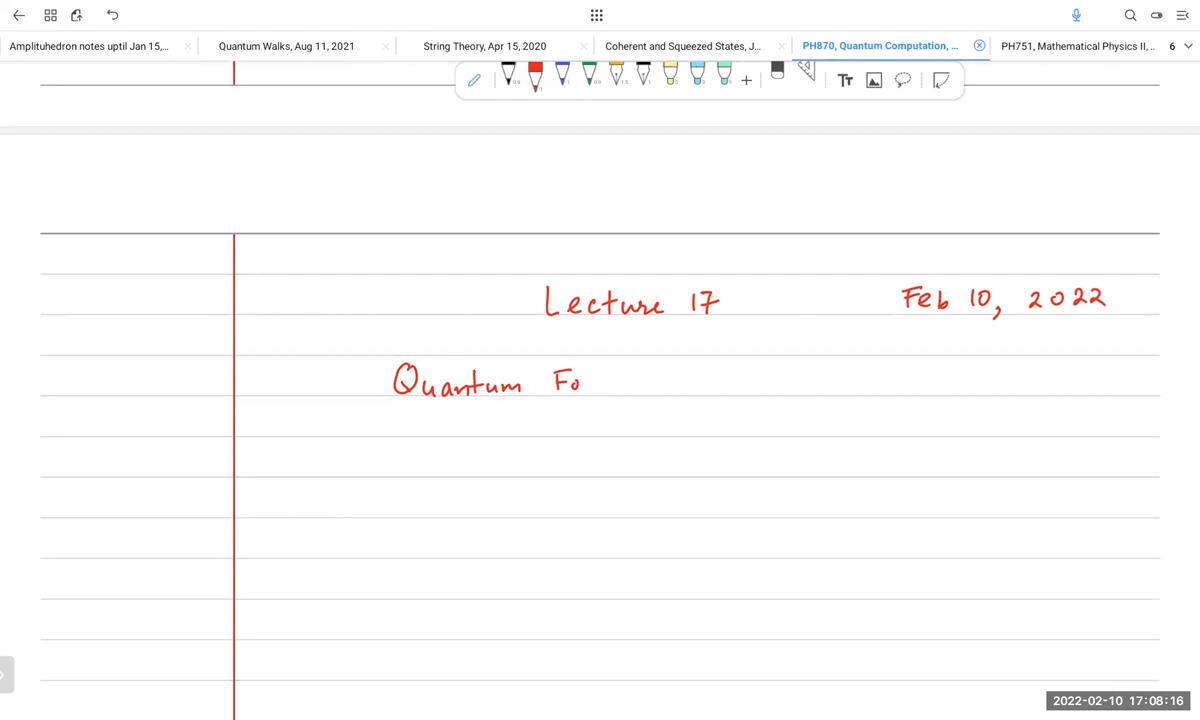 Amplituhedron notes uptil Jan 15,...
Quantum Walks, Aug 11, 2021
String Theory, Apr 15, 2020
Coherent and Squeezed States, J...
PH870, Quantum Computation, ...
PH751, Mathematical Physics II, ..
6
Tт
Lecture 17
Feb 10, 2022
Quantum Fo
2022-02-10 17:08:16